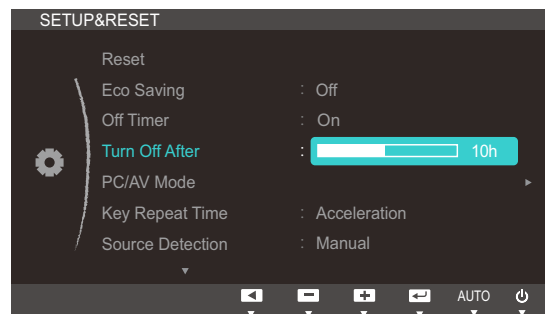 SETUP&RESET
Reset
Eco Saving : Off
Off Timer : On
Turn Off After : 10h
PC/AV Mode
Key Repeat Time : Acceleration
Source Detection : Manual
AUTO